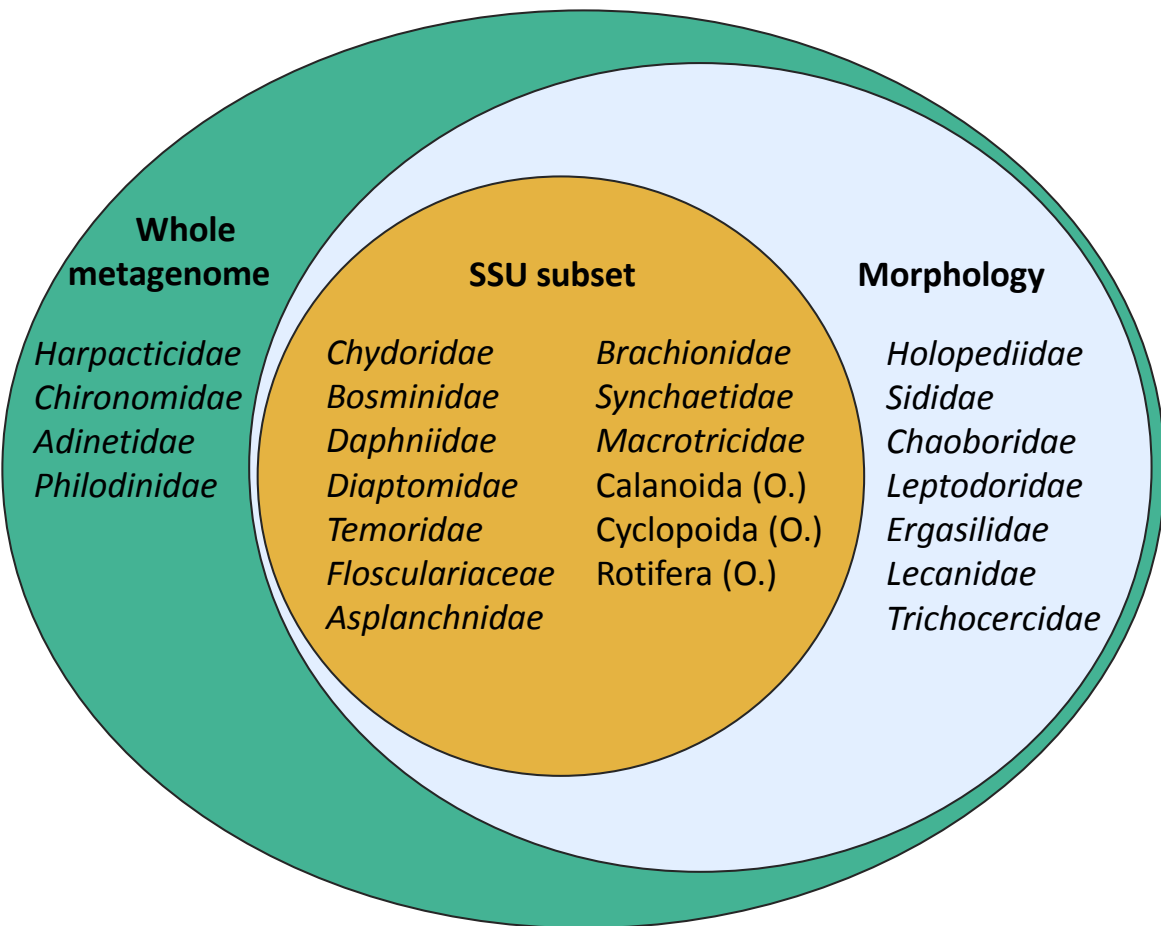 Whole
metagenome
Harpacticidae
Chironomidae
Adinetidae
Philodinidae
SSU subset
Chydoridae
Bosminidae
Daphniidae
Diaptomidae
Temoridae
Flosculariaceae
Asplanchnidae
Brachionidae
Synchaetidae
Macrotricidae
Calanoida (O.)
Cyclopoida (O.)
Rotifera (O.)
Morphology
Holopediidae
Sididae
Chaoboridae
Leptodoridae
Ergasilidae
Lecanidae
Trichocercidae